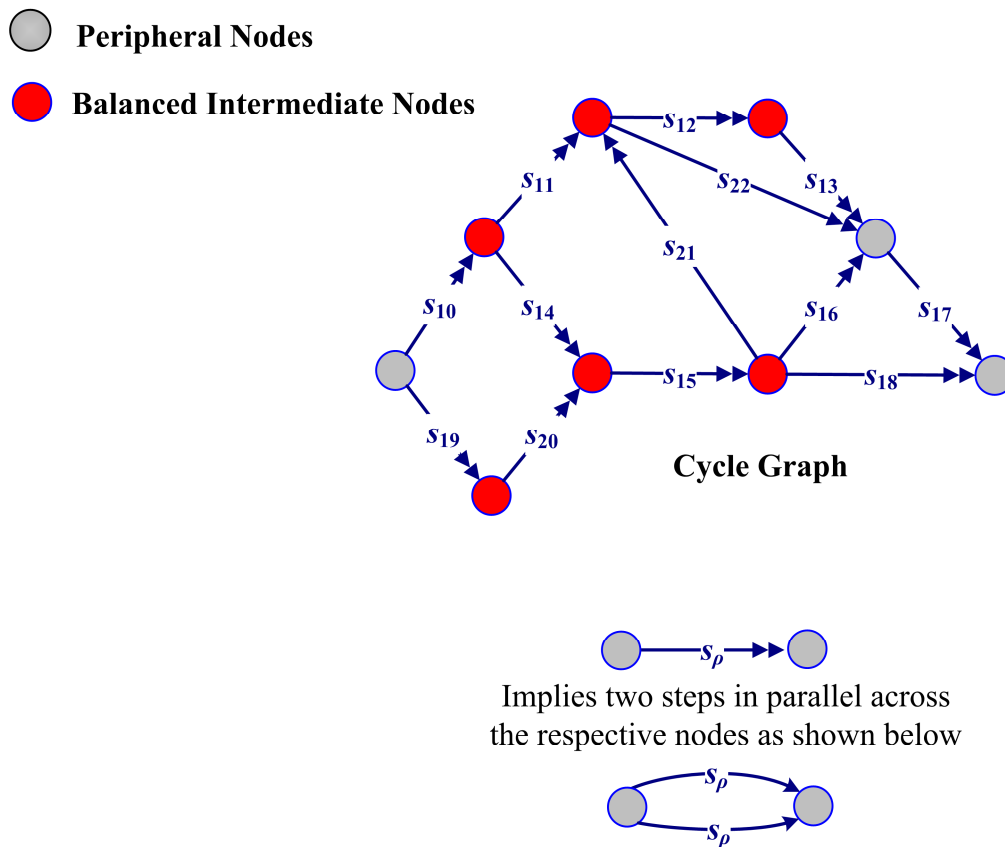 Peripheral Nodes
Balanced Intermediate Nodes
s12
s11
s22
s13
s21
s10
s14
s16
s17
s15
s18
s19
s20
Cycle Graph
sρ
Implies two steps in parallel across
the respective nodes as shown below
sρ
sρ